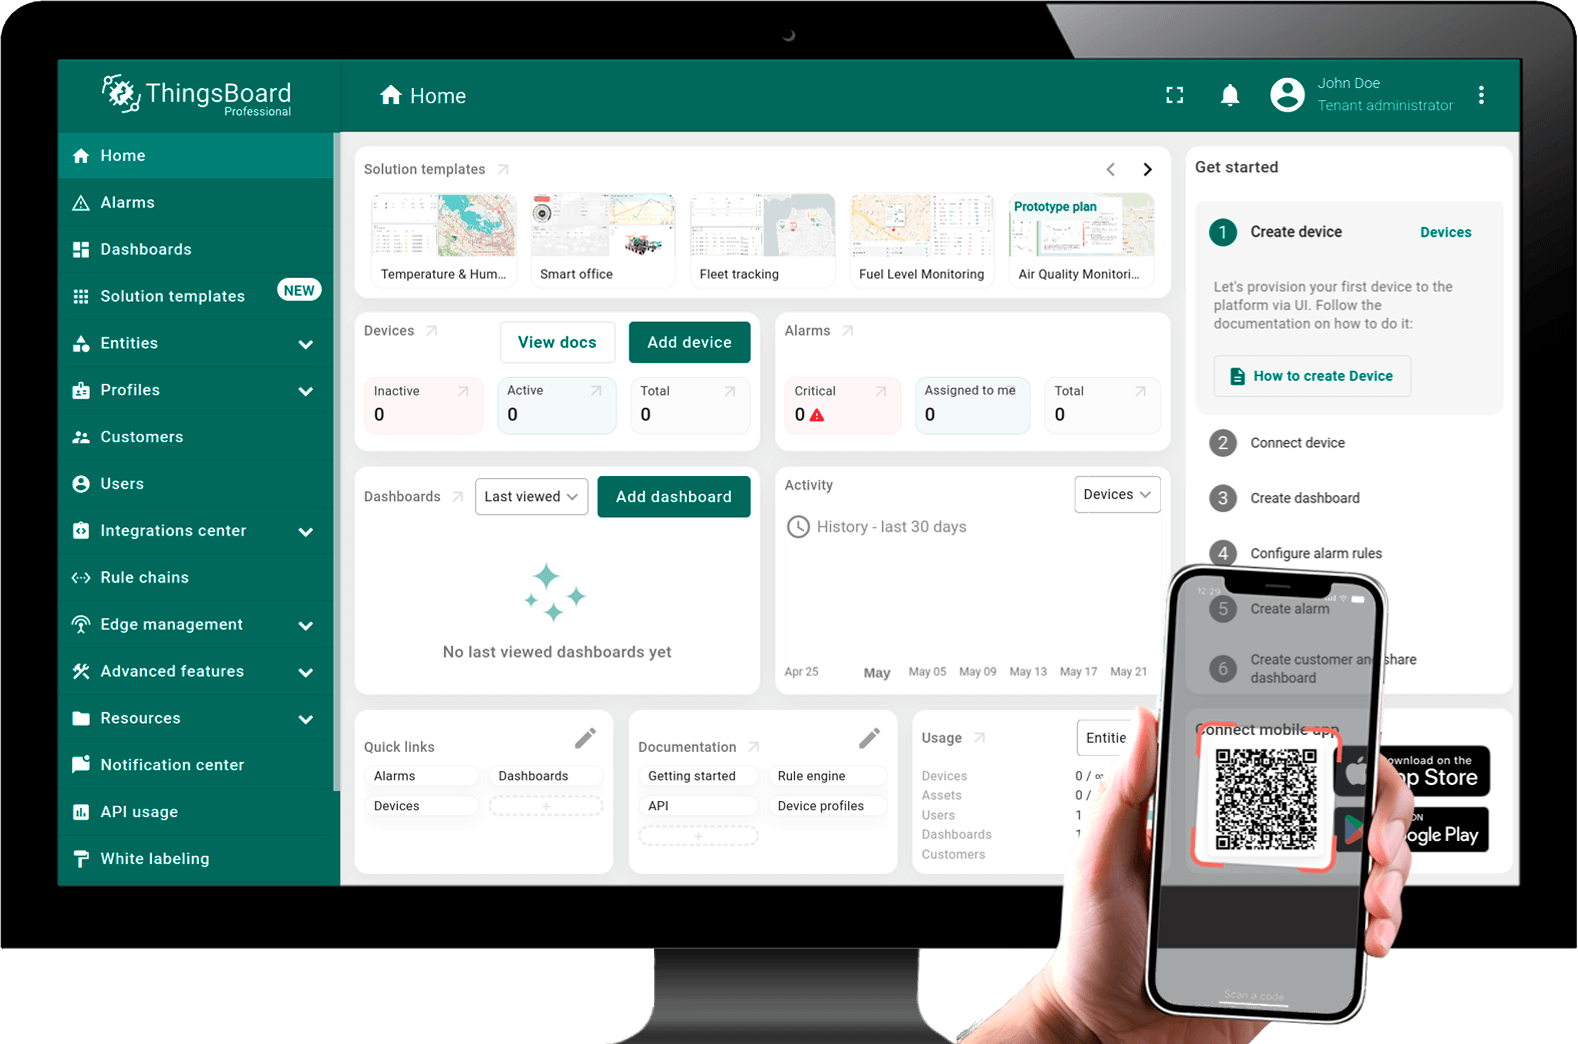 ThingsBoard
Professional
Home
John Doe
Tenant administrator
Home
Alarms
Dashboards
Solution templates
NEW
Entities
Profiles
Customers
Users
Integrations center
Rule chains
Edge management
Advanced features
Resources
Notification center
API usage
White labeling
Solution templates
Temperature & Hum...
Smart office
Fleet tracking
Fuel Level Monitoring
Prototype plan
Air Quality Monitori...
Devices
View docs
Add device
Inactive
0
Active
0
Total
0
Alarms
Critical
0
Assigned to me
0
Total
0
Dashboards
Last viewed
Add dashboard
No last viewed dashboards yet
Activity
Devices
History - last 30 days
Apr 25 May May 05 May 09 May 13 May 17 May 21
Quick links
Alarms
Dashboards
Devices
+
Documentation
Getting started
Rule engine
API
Device profiles
+
Usage
Entitie
Devices 0 / ∞
Assets 0 /
Users 1
Dashboards 1
Customers
Get started
1 Create device Devices
Let's provision your first device to the
platform via UI. Follow the
documentation on how to do it:
How to create Device
2 Connect device
3 Create dashboard
4 Configure alarm rules
12:29
5 Create alarm
6 Create customer and share
dashboard
Connect mobile app
ownload on the
pp Store
ON
ogle Play
Scan a code